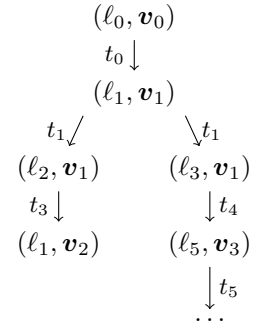 (ℓ₀, 𝒗₀)
t₀
(ℓ₁, 𝒗₁)
t₁ t₁
(ℓ₂, 𝒗₁) (ℓ₃, 𝒗₁)
t₃ t₄
(ℓ₁, 𝒗₂) (ℓ₅, 𝒗₃)
t₅
...